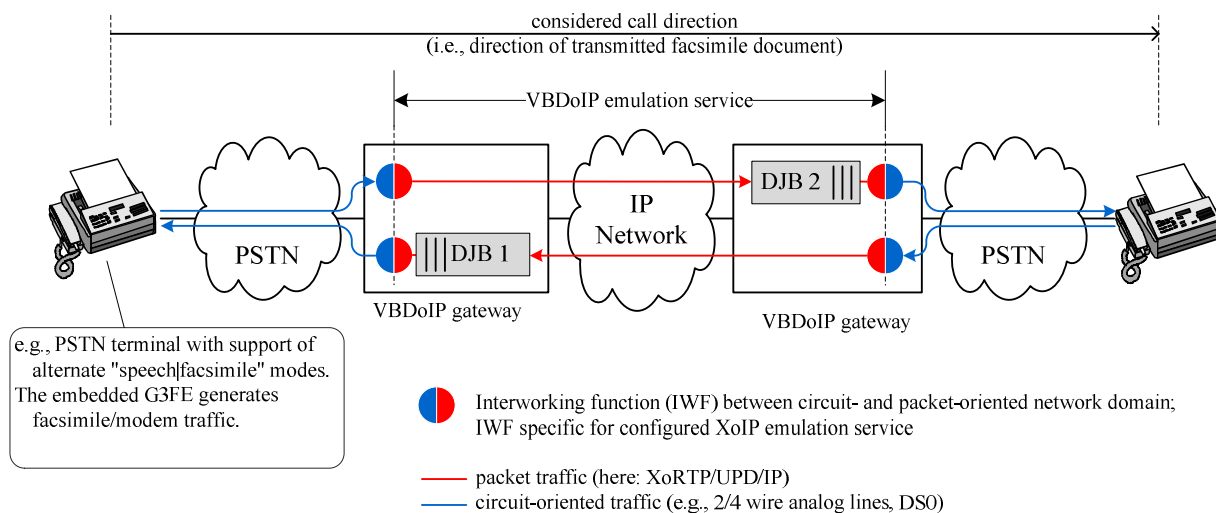 considered call direction
(i.e., direction of transmitted facsimile document)
VBDoIP emulation service
DJB 2
IP
Network
PSTN
DJB 1
PSTN
VBDoIP gateway
VBDoIP gateway
e.g., PSTN terminal with support of
alternate "speech|facsimile" modes.
The embedded G3FE generates
facsimile/modem traffic.
Interworking function (IWF) between circuit- and packet-oriented network domain;
IWF specific for configured XoIP emulation service
packet traffic (here: XoRTP/UPD/IP)
circuit-oriented traffic (e.g., 2/4 wire analog lines, DS0)